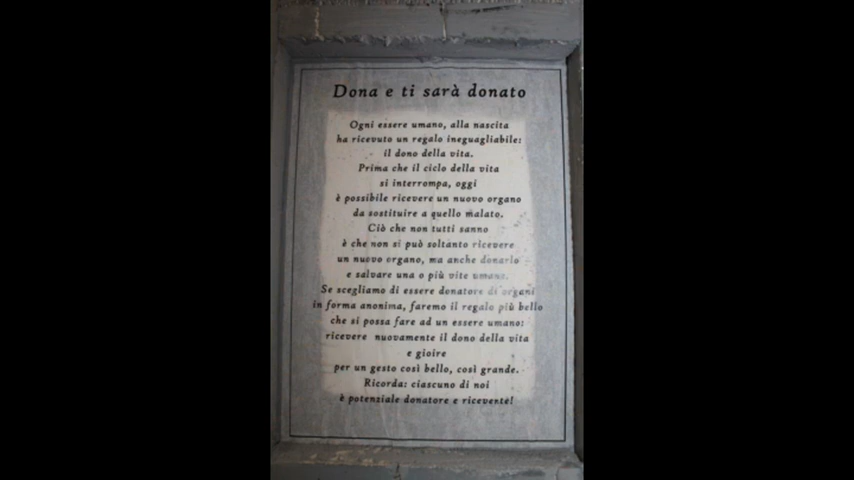 Dona e ti sarà donato
Ogni essere umano, alla nascita
ha ricevuto un regalo ineguagliabile:
il dono della vita.
Prima che il ciclo della vita
si interrompa, oggi
è possibile ricevere un nuovo organo
da sostituire a quello malato.
Ciò che non tutti sanno
è che non si può soltanto ricevere
un nuovo organo, ma anche donarlo
e salvare una o più vite umane.
Se scegliamo di essere donatore di organi
in forma anonima, faremo il regalo più bello
che si possa fare ad un essere umano:
ricevere nuovamente il dono della vita
e gioire
per un gesto così bello, così grande.
Ricorda: ciascuno di noi
è potenziale donatore e ricevente!